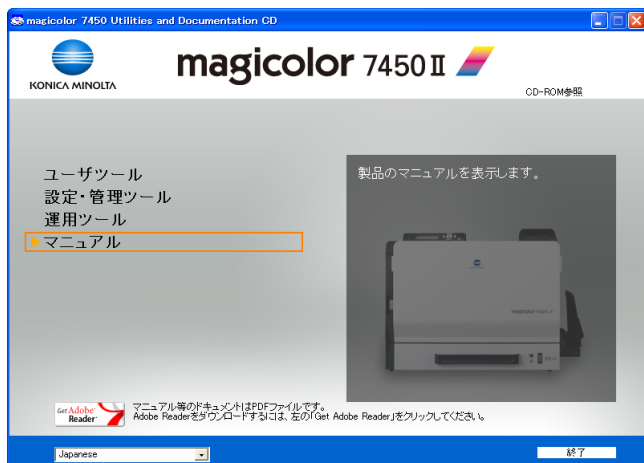 magicolor 7450 Utilities and Documentation CD
KONICA MINOLTA
magicolor 7450 II
CD-ROM参照
ユーザツール
設定・管理ツール
運用ツール
マニュアル
製品のマニュアルを表示します。
Get Adobe Reader
マニュアル等のドキュメントはPDFファイルです。
Adobe Readerをダウンロードするには、左の「Get Adobe Reader」をクリックしてください。
Japanese
終了